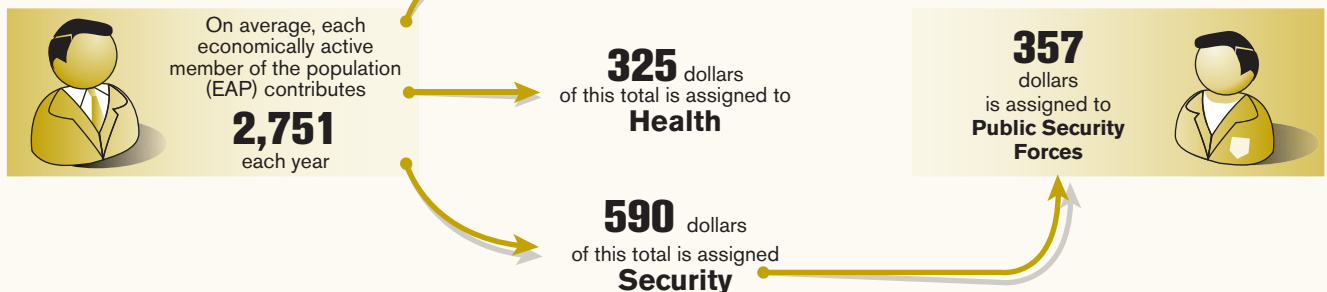 On average, each
economically active
member of the population
(EAP) contributes
2,751
each year
325 dollars
of this total is assigned to
Health
590 dollars
of this total is assigned
Security
357
dollars
is assigned to
Public Security
Forces